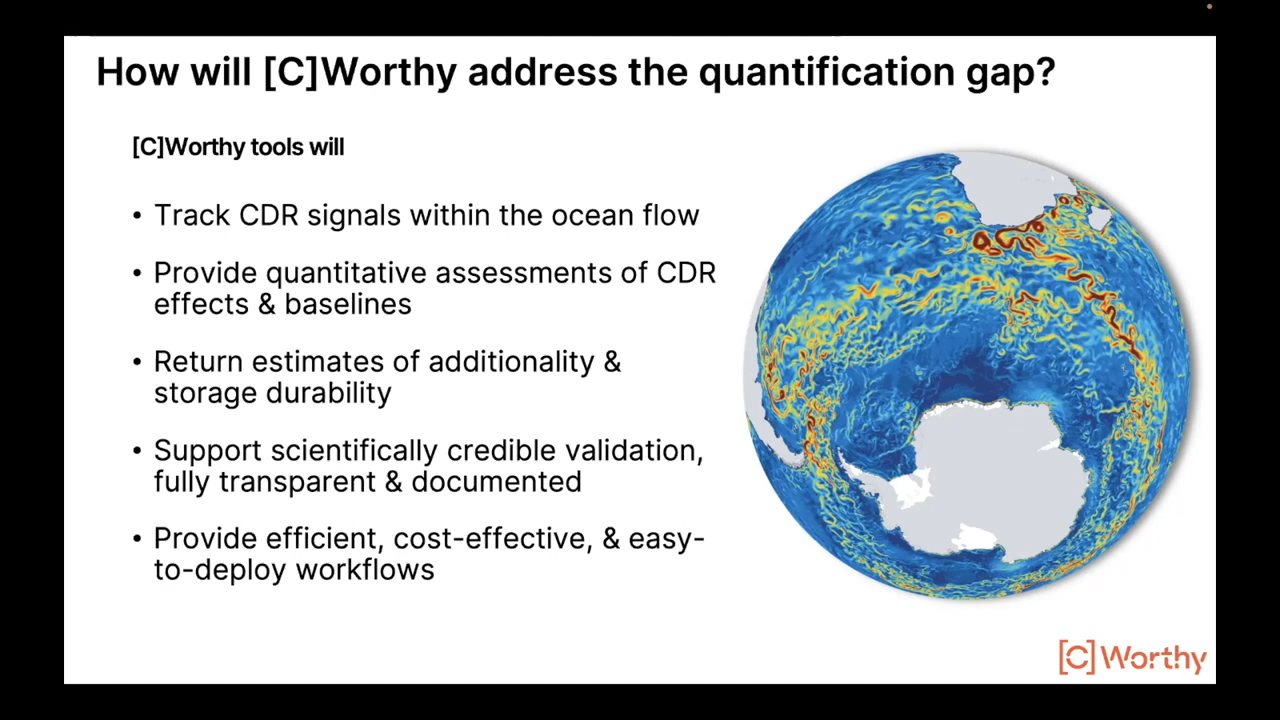 How will [C]Worthy address the quantification gap?
[C]Worthy tools will
• Track CDR signals within the ocean flow
• Provide quantitative assessments of CDR
effects & baselines
• Return estimates of additionality &
storage durability
• Support scientifically credible validation,
fully transparent & documented
• Provide efficient, cost-effective, & easy-
to-deploy workflows
[C] Worthy